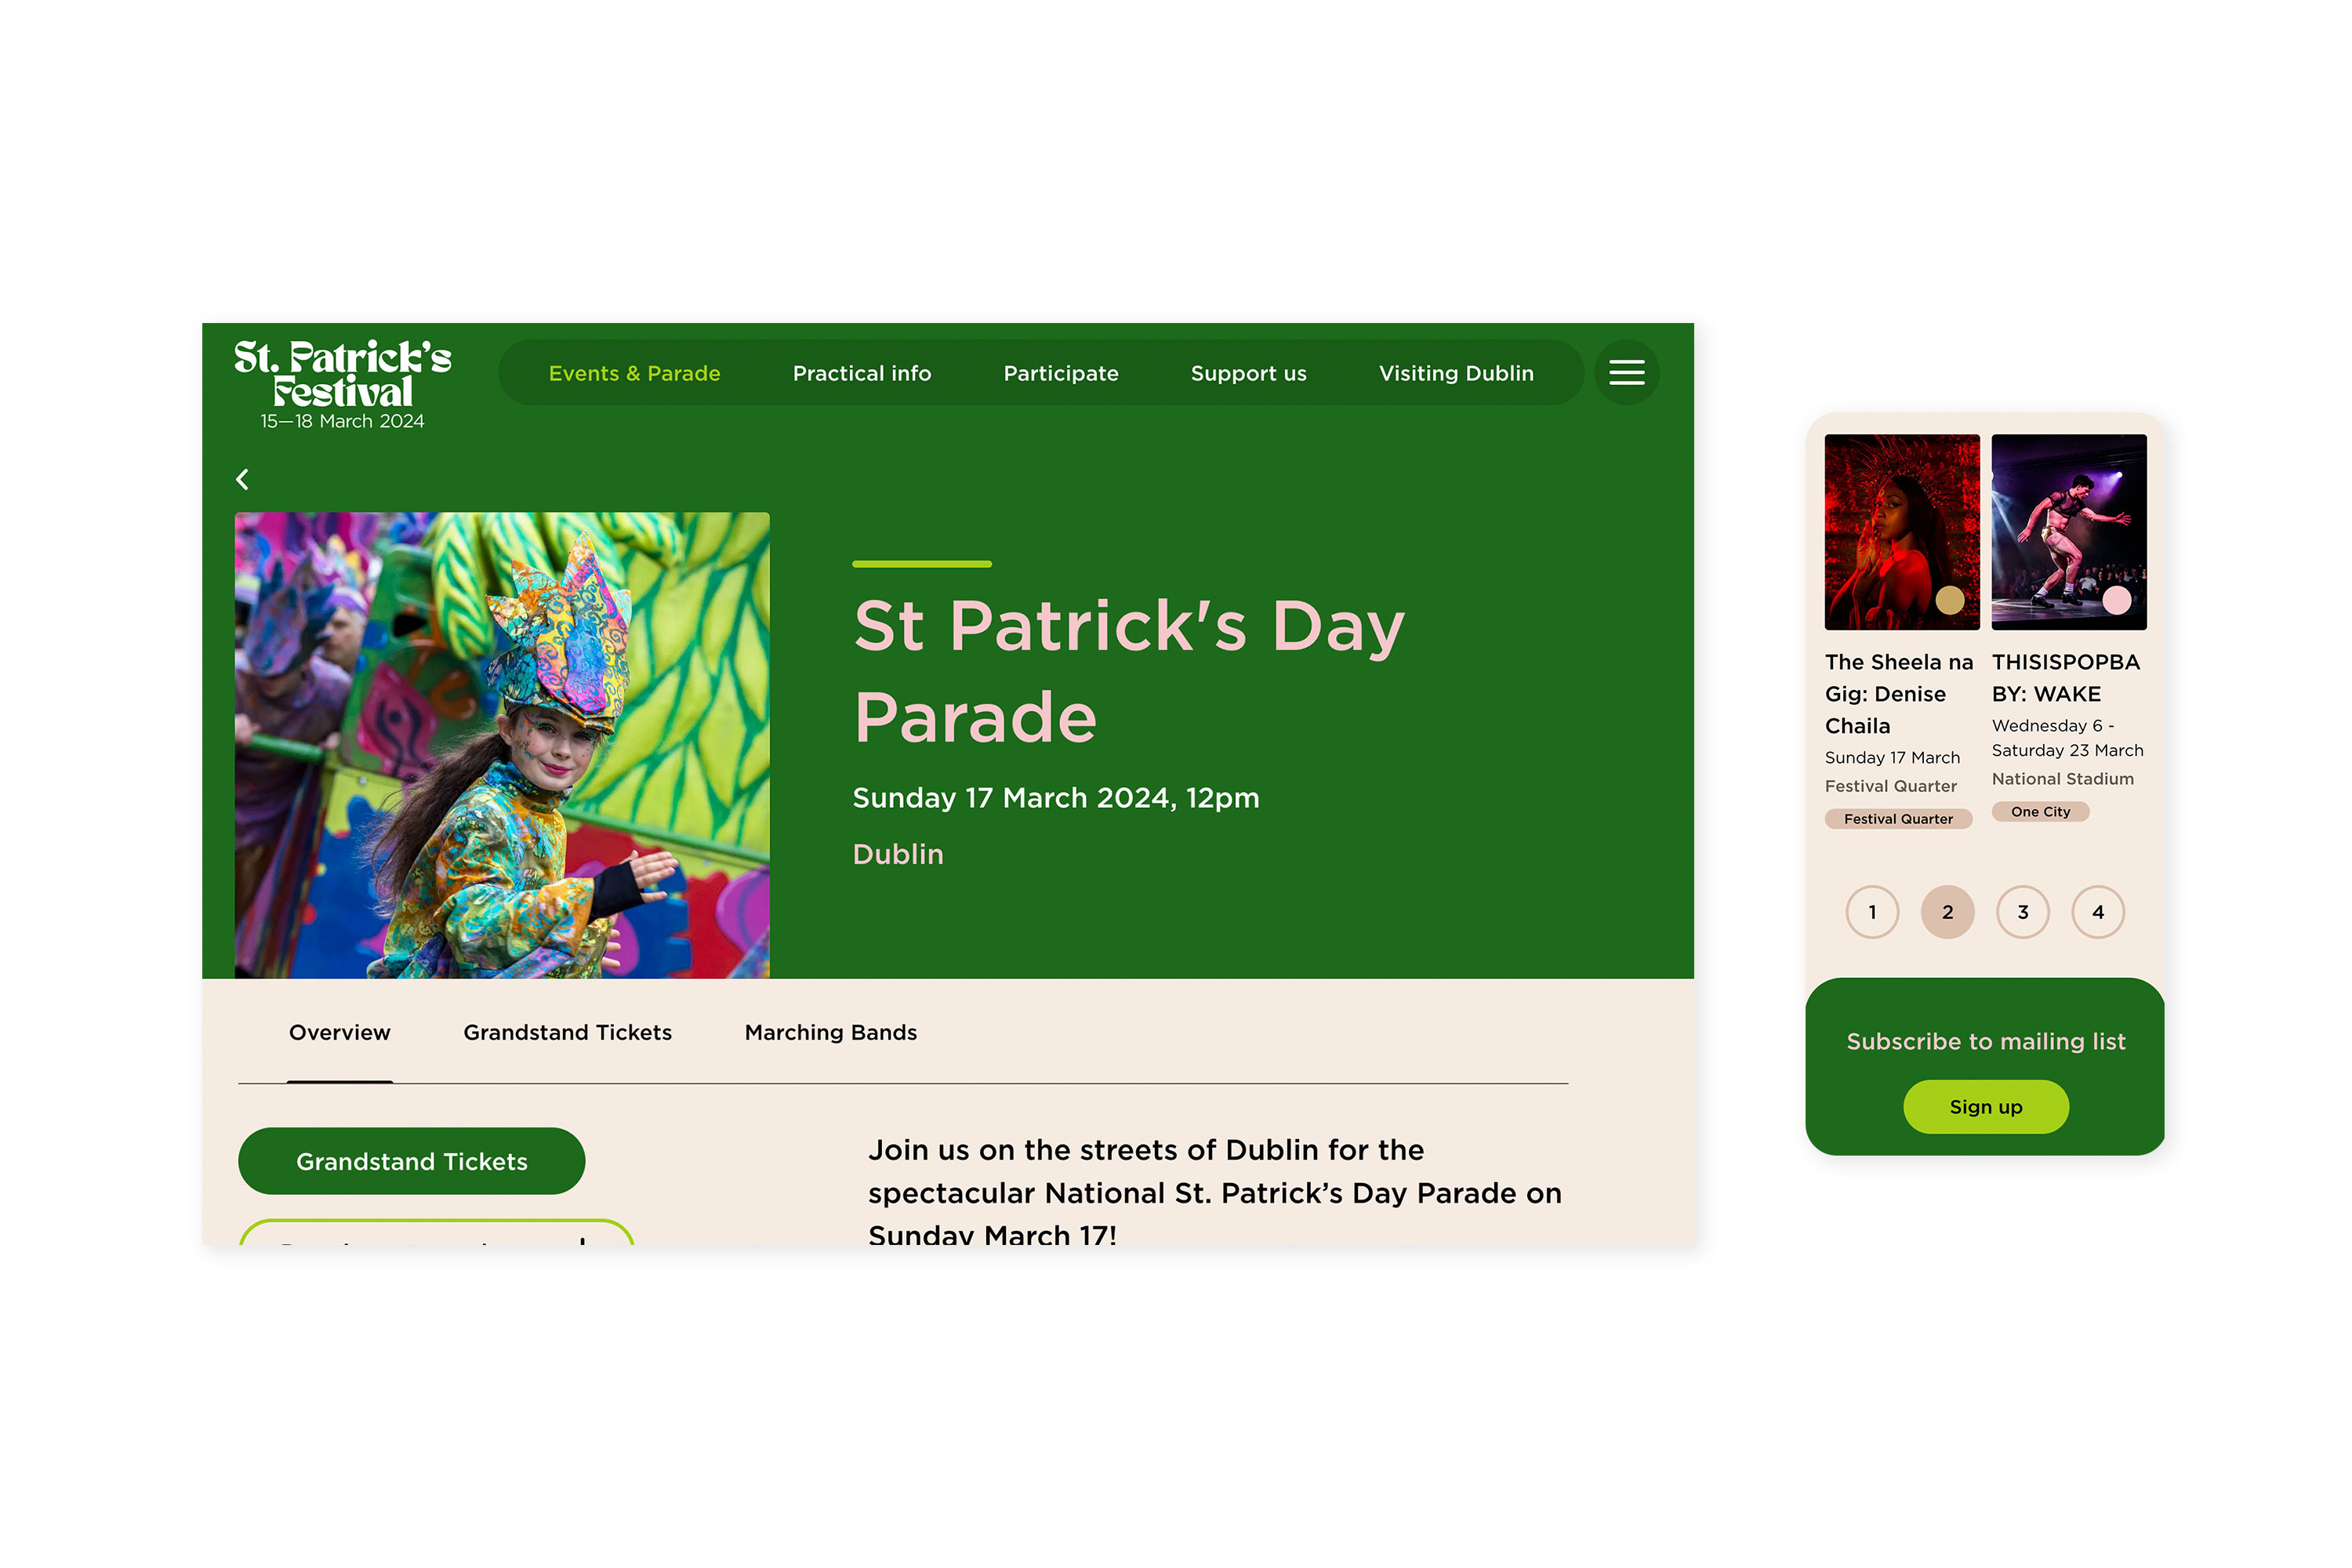 St. Patrick's
Festival
15—18 March 2024
Events & Parade
Practical info
Participate
Support us
Visiting Dublin
St Patrick's Day
Parade
Sunday 17 March 2024, 12pm
Dublin
Overview
Grandstand Tickets
Marching Bands
Grandstand Tickets
Join us on the streets of Dublin for the
spectacular National St. Patrick’s Day Parade on
Sunday March 17!
The Sheela na
Gig: Denise
Chaila
Sunday 17 March
Festival Quarter
Festival Quarter
THISISPOPBA
BY: WAKE
Wednesday 6 -
Saturday 23 March
National Stadium
One City
1
2
3
4
Subscribe to mailing list
Sign up